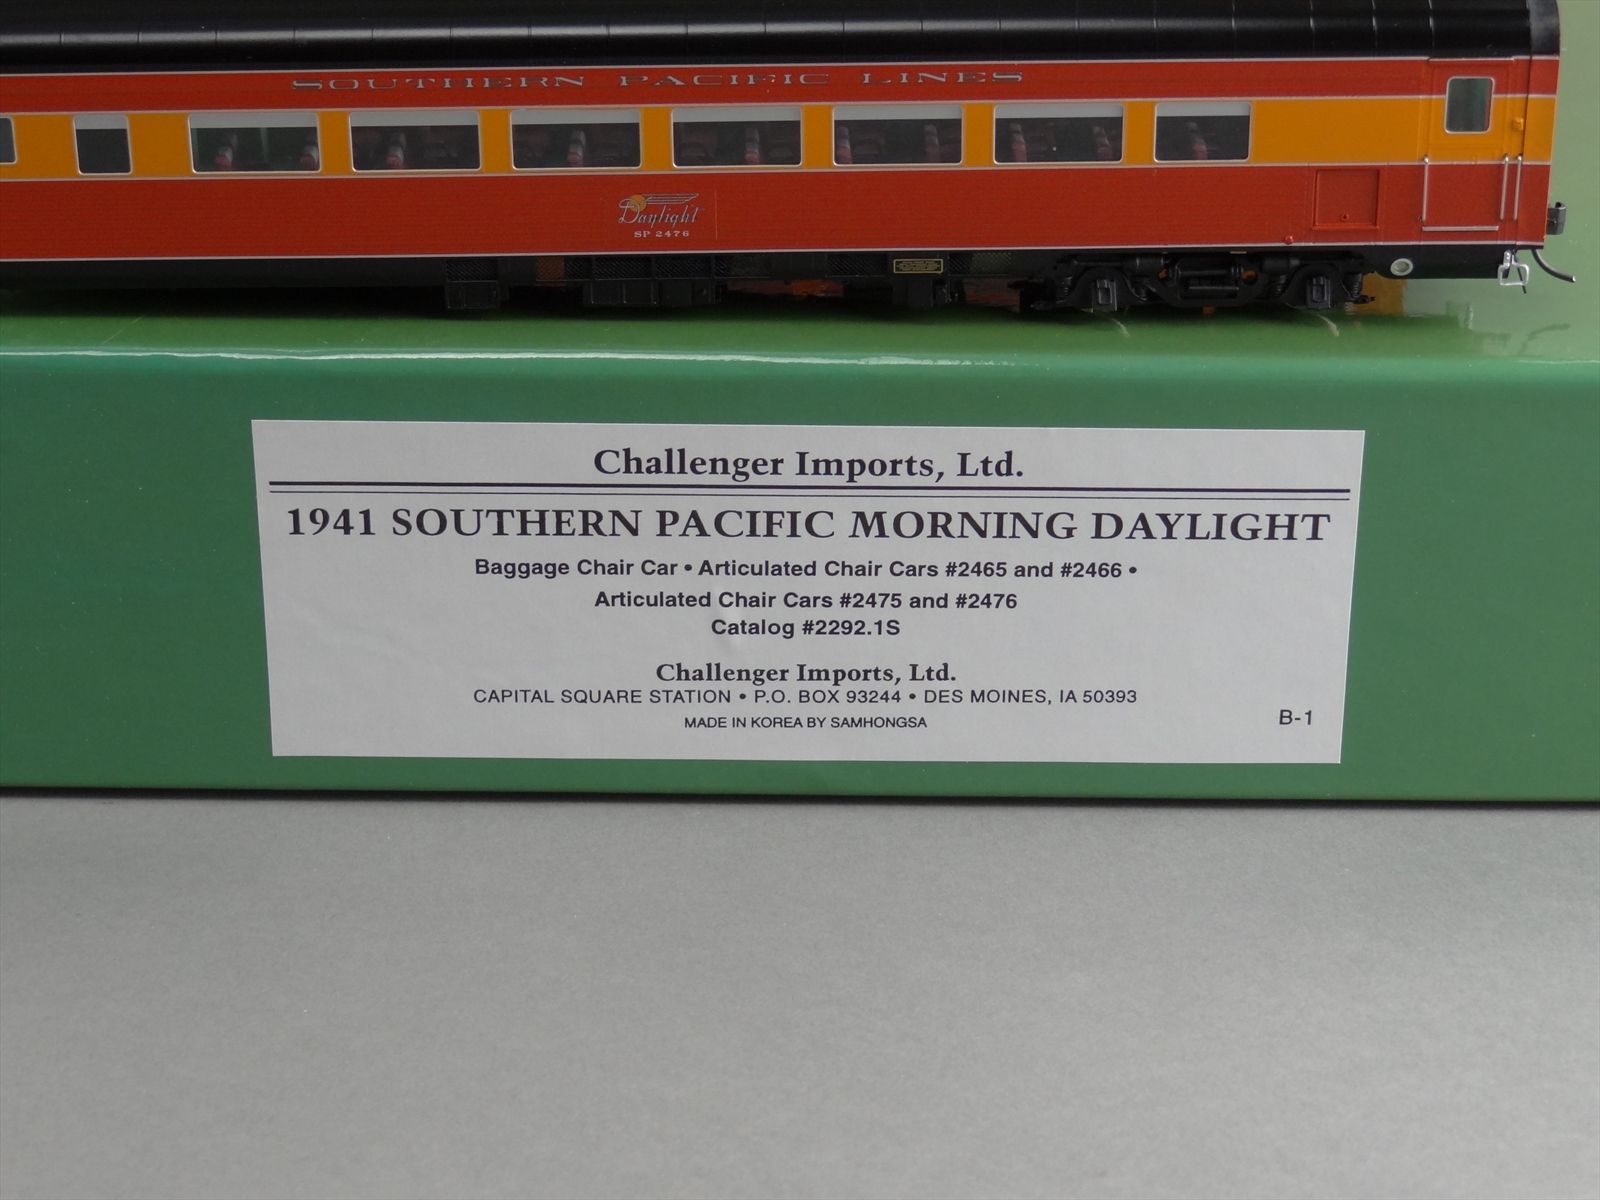 SOUTHERN PACIFIC LINES
Daylight
SP 2476
Challenger Imports, Ltd.
1941 SOUTHERN PACIFIC MORNING DAYLIGHT
Baggage Chair Car • Articulated Chair Cars #2465 and #2466 •
Articulated Chair Cars #2475 and #2476
Catalog #2292.1S
Challenger Imports, Ltd.
CAPITAL SQUARE STATION • P.O. BOX 93244 • DES MOINES, IA 50393
MADE IN KOREA BY SAMHONGSA
B-1